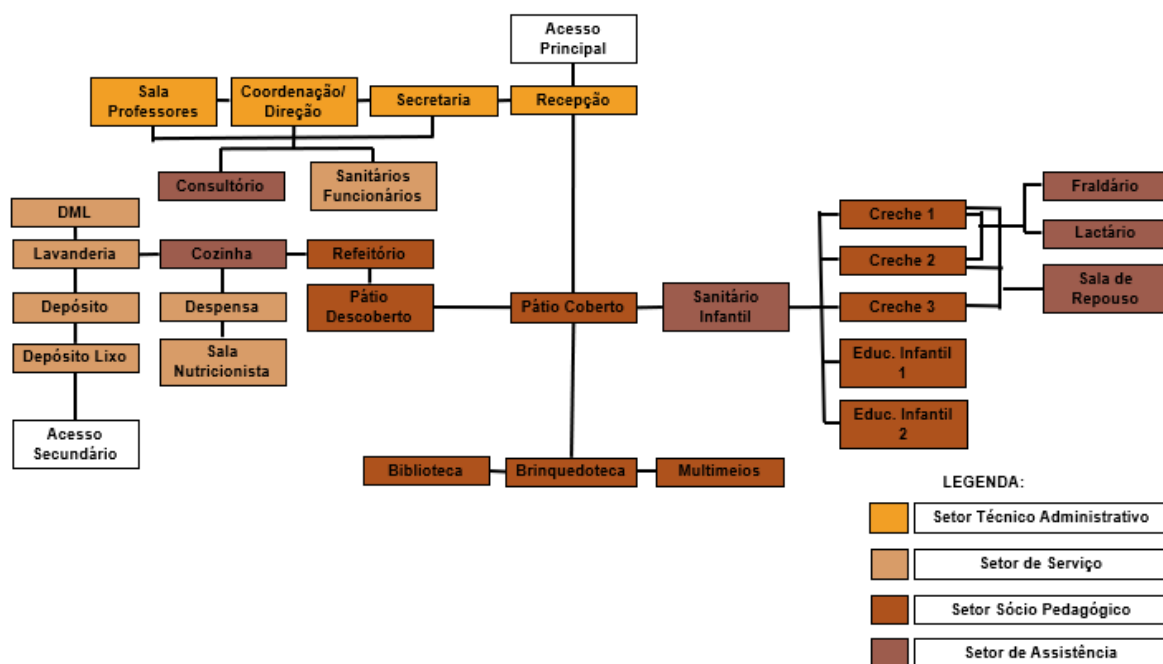 Acesso
Principal
Sala
Professores
Coordenação/
Direção
Secretaria
Recepção
Consultório
Sanitários
Funcionários
DML
Lavanderia
Cozinha
Refeitório
Depósito
Despensa
Pátio
Descoberto
Pátio Coberto
Sanitário
Infantil
Depósito Lixo
Sala
Nutricionista
Acesso
Secundário
Creche 1
Creche 2
Creche 3
Educ. Infantil
1
Educ. Infantil
2
Fraldário
Lactário
Sala de
Repouso
Biblioteca
Brinquedoteca
Multimeios
LEGENDA:
Setor Técnico Administrativo
Setor de Serviço
Setor Sócio Pedagógico
Setor de Assistência